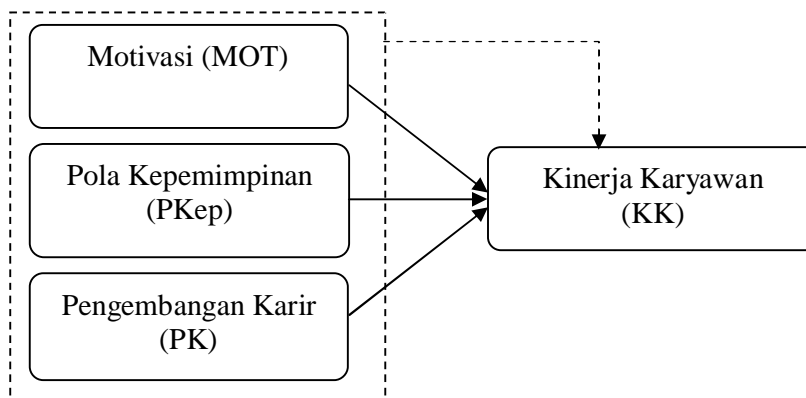 Motivasi (MOT)
Pola Kepemimpinan
(PKep)
Pengembangan Karir
(PK)
Kinerja Karyawan
(KK)